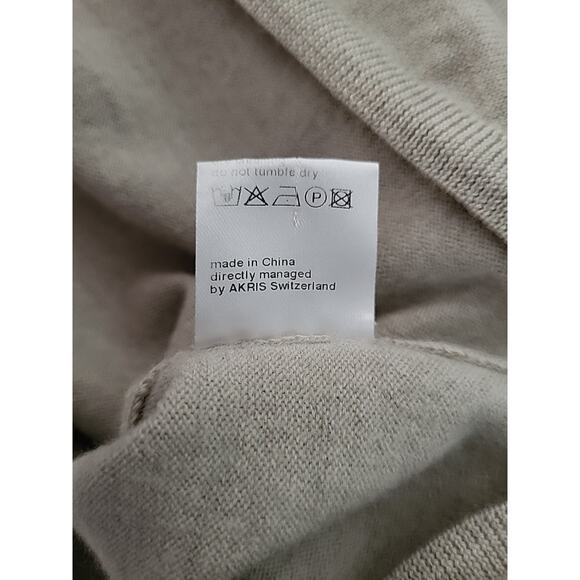 do not tumble dry
P
made in China
directly managed
by AKRIS Switzerland